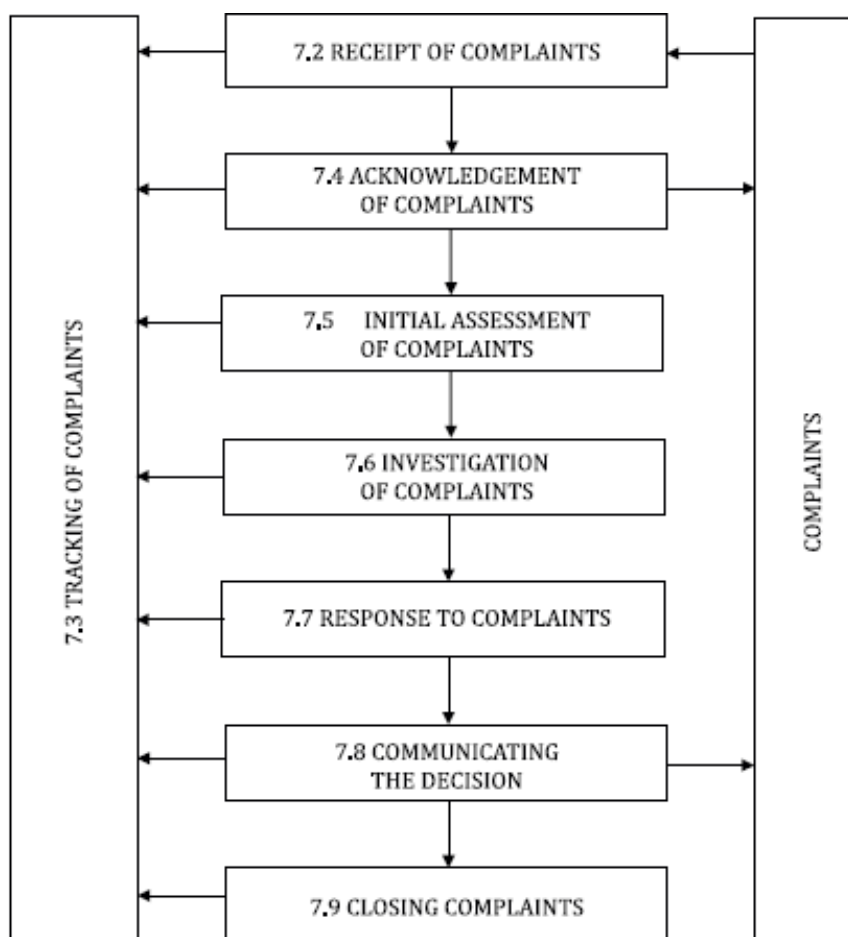 7.2 RECEIPT OF COMPLAINTS
7.4 ACKNOWLEDGEMENT
OF COMPLAINTS
7.5 INITIAL ASSESSMENT
OF COMPLAINTS
7.6 INVESTIGATION
OF COMPLAINTS
7.7 RESPONSE TO COMPLAINTS
7.8 COMMUNICATING
THE DECISION
7.9 CLOSING COMPLAINTS
7.3 TRACKING OF COMPLAINTS
COMPLAINTS